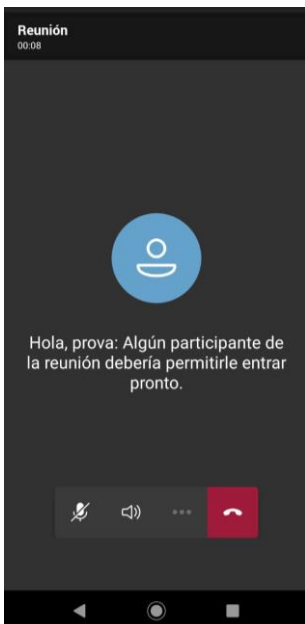 Reunión
00:08
Hola, prova: Algún participante de
la reunión debería permitirle entrar
pronto.